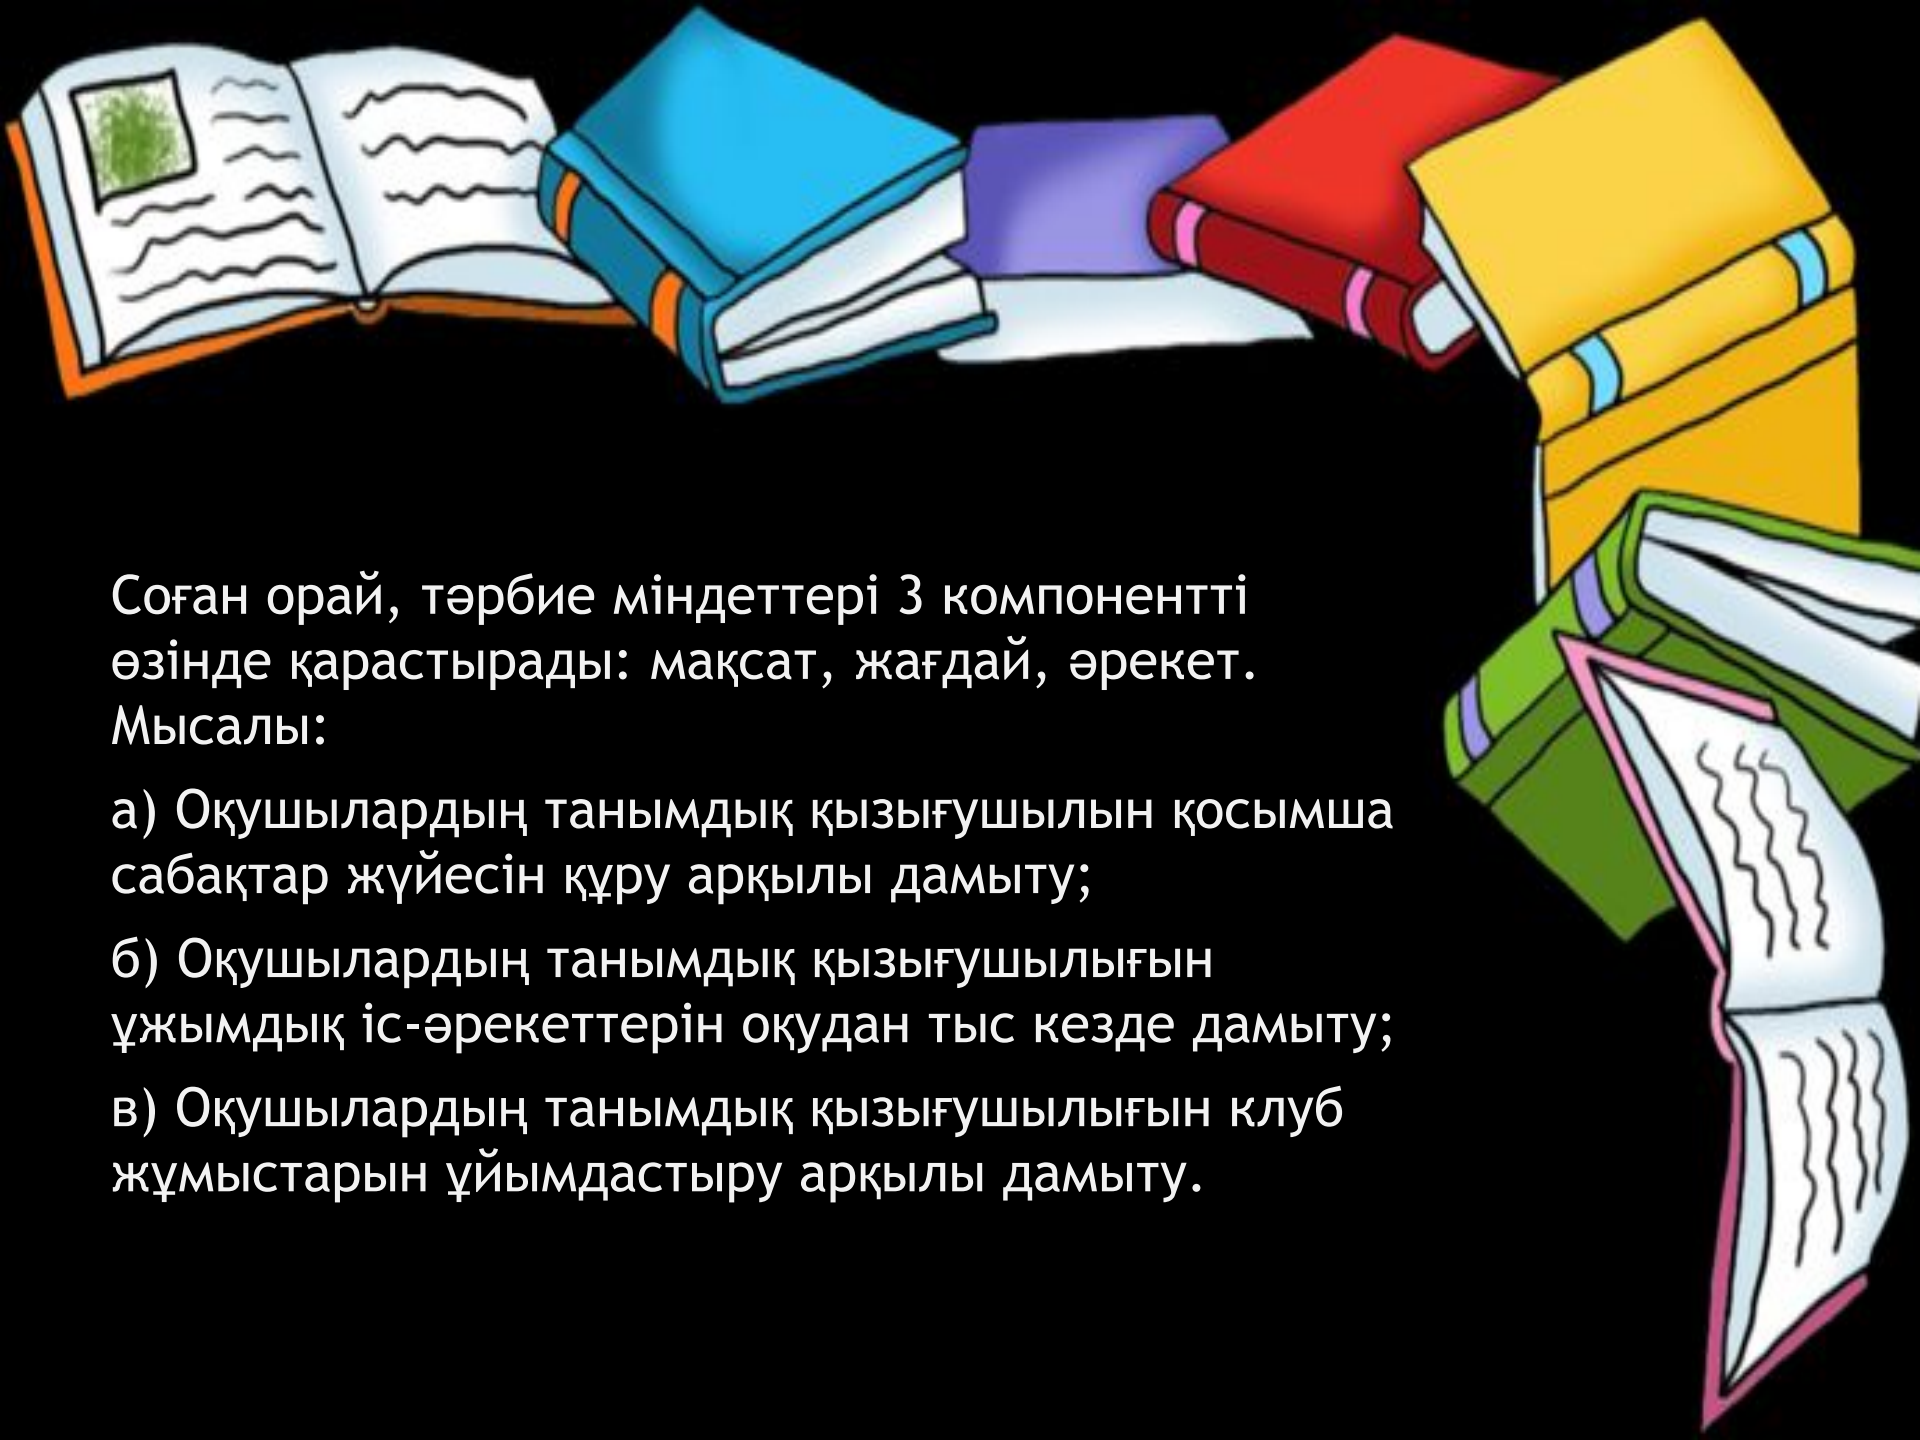 Соған орай, тәрбие міндеттері 3 компонентті
өзінде қарастырады: мақсат, жағдай, әрекет.
Мысалы:
а) Оқушылардың танымдық қызығушылын қосымша
сабақтар жүйесін құру арқылы дамыту;
б) Оқушылардың танымдық қызығушылығын
ұжымдық іс-әрекеттерін оқудан тыс кезде дамыту;
в) Оқушылардың танымдық қызығушылығын клуб
жұмыстарын ұйымдастыру арқылы дамыту.